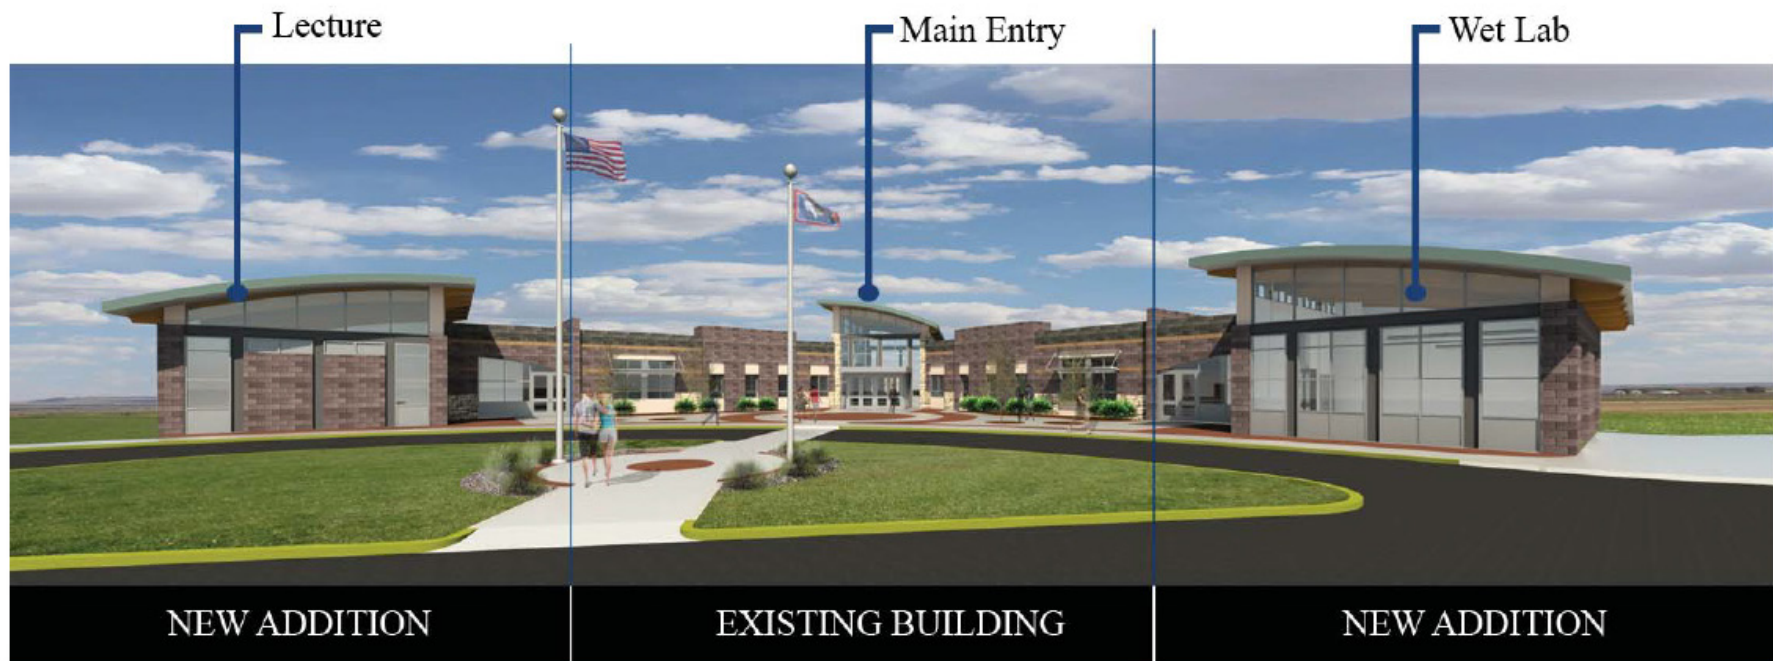 Lecture
Main Entry
Wet Lab
NEW ADDITION
EXISTING BUILDING
NEW ADDITION